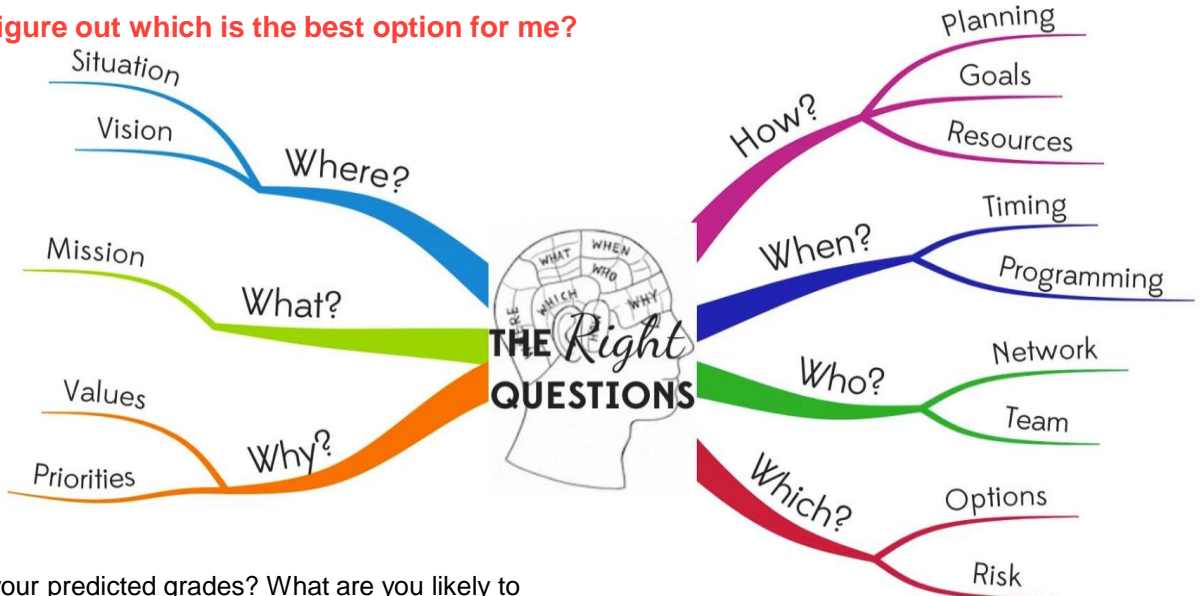 igure out which is the best option for me?
Situation
Vision
Where?
Mission
What?
Values
Priorities
Why?
WHAT
WHEN
WHO
WHICH
WHY
THE Right
QUESTIONS
How?
Planning
Goals
Resources
When?
Timing
Programming
Who?
Network
Team
Which?
Options
Risk
your predicted grades? What are you likely to